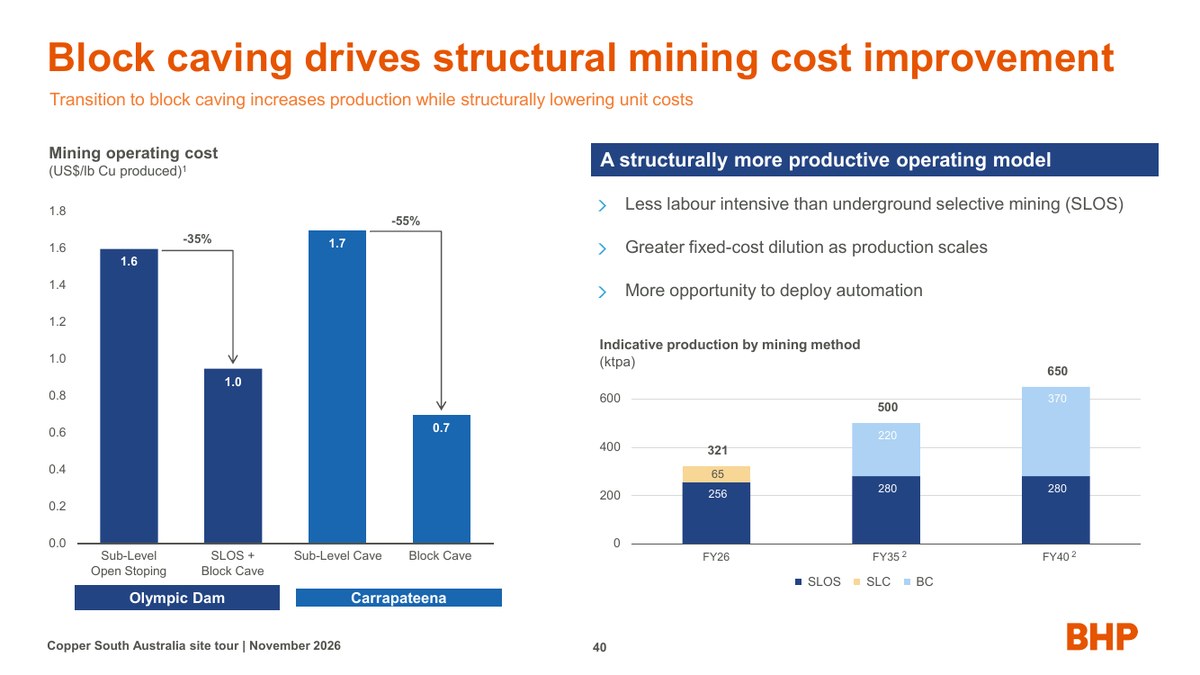 Block caving drives structural mining cost improvement
Transition to block caving increases production while structurally lowering unit costs
Mining operating cost
(US$/lb Cu produced)¹
1.8
1.6
1.4
1.2
1.0
0.8
0.6
0.4
0.2
0.0
-35%
-55%
1.6
1.0
1.7
0.7
Sub-Level
Open Stoping
SLOS +
Block Cave
Sub-Level Cave
Block Cave
Olympic Dam
Carrapateena
A structurally more productive operating model
Less labour intensive than underground selective mining (SLOS)
Greater fixed-cost dilution as production scales
More opportunity to deploy automation
Indicative production by mining method
(ktpa)
600
400
200
0
321
65
256
500
220
280
650
370
280
FY26
FY35 ²
FY40 ²
SLOS
SLC
BC
Copper South Australia site tour | November 2026
40
BHP